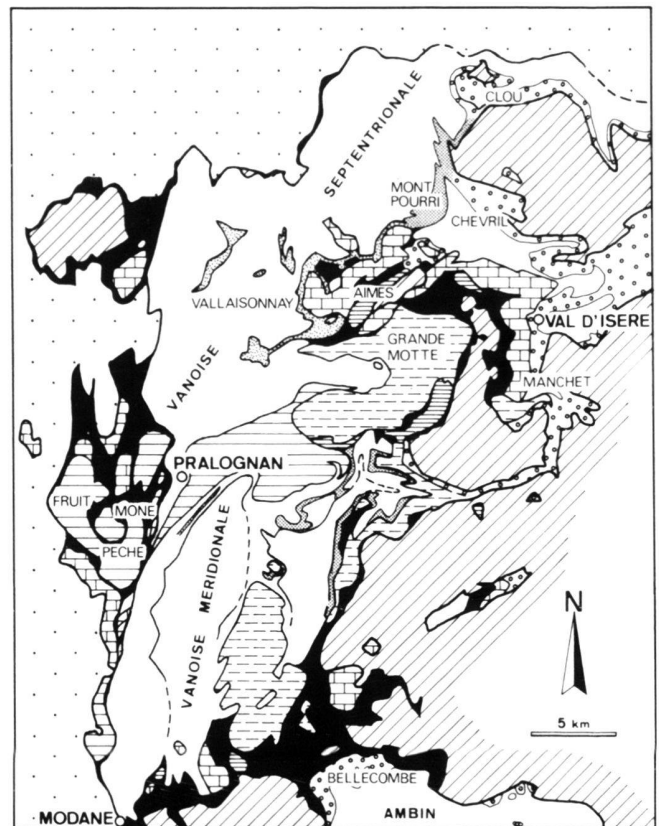 CLOU
SEPTENTRIONALE
MONT
POURRI
CHEVRIL
VALLAISONNAY
AIMES
VAL D'ISERE
GRANDE
MOTTE
VANOISE
MANCHET
PRALOGNAN
FRUIT
MONE
PECHE
VANOISE MERIDIONALE
N
5 km
BELLECOMBE
MODANE
AMBIN